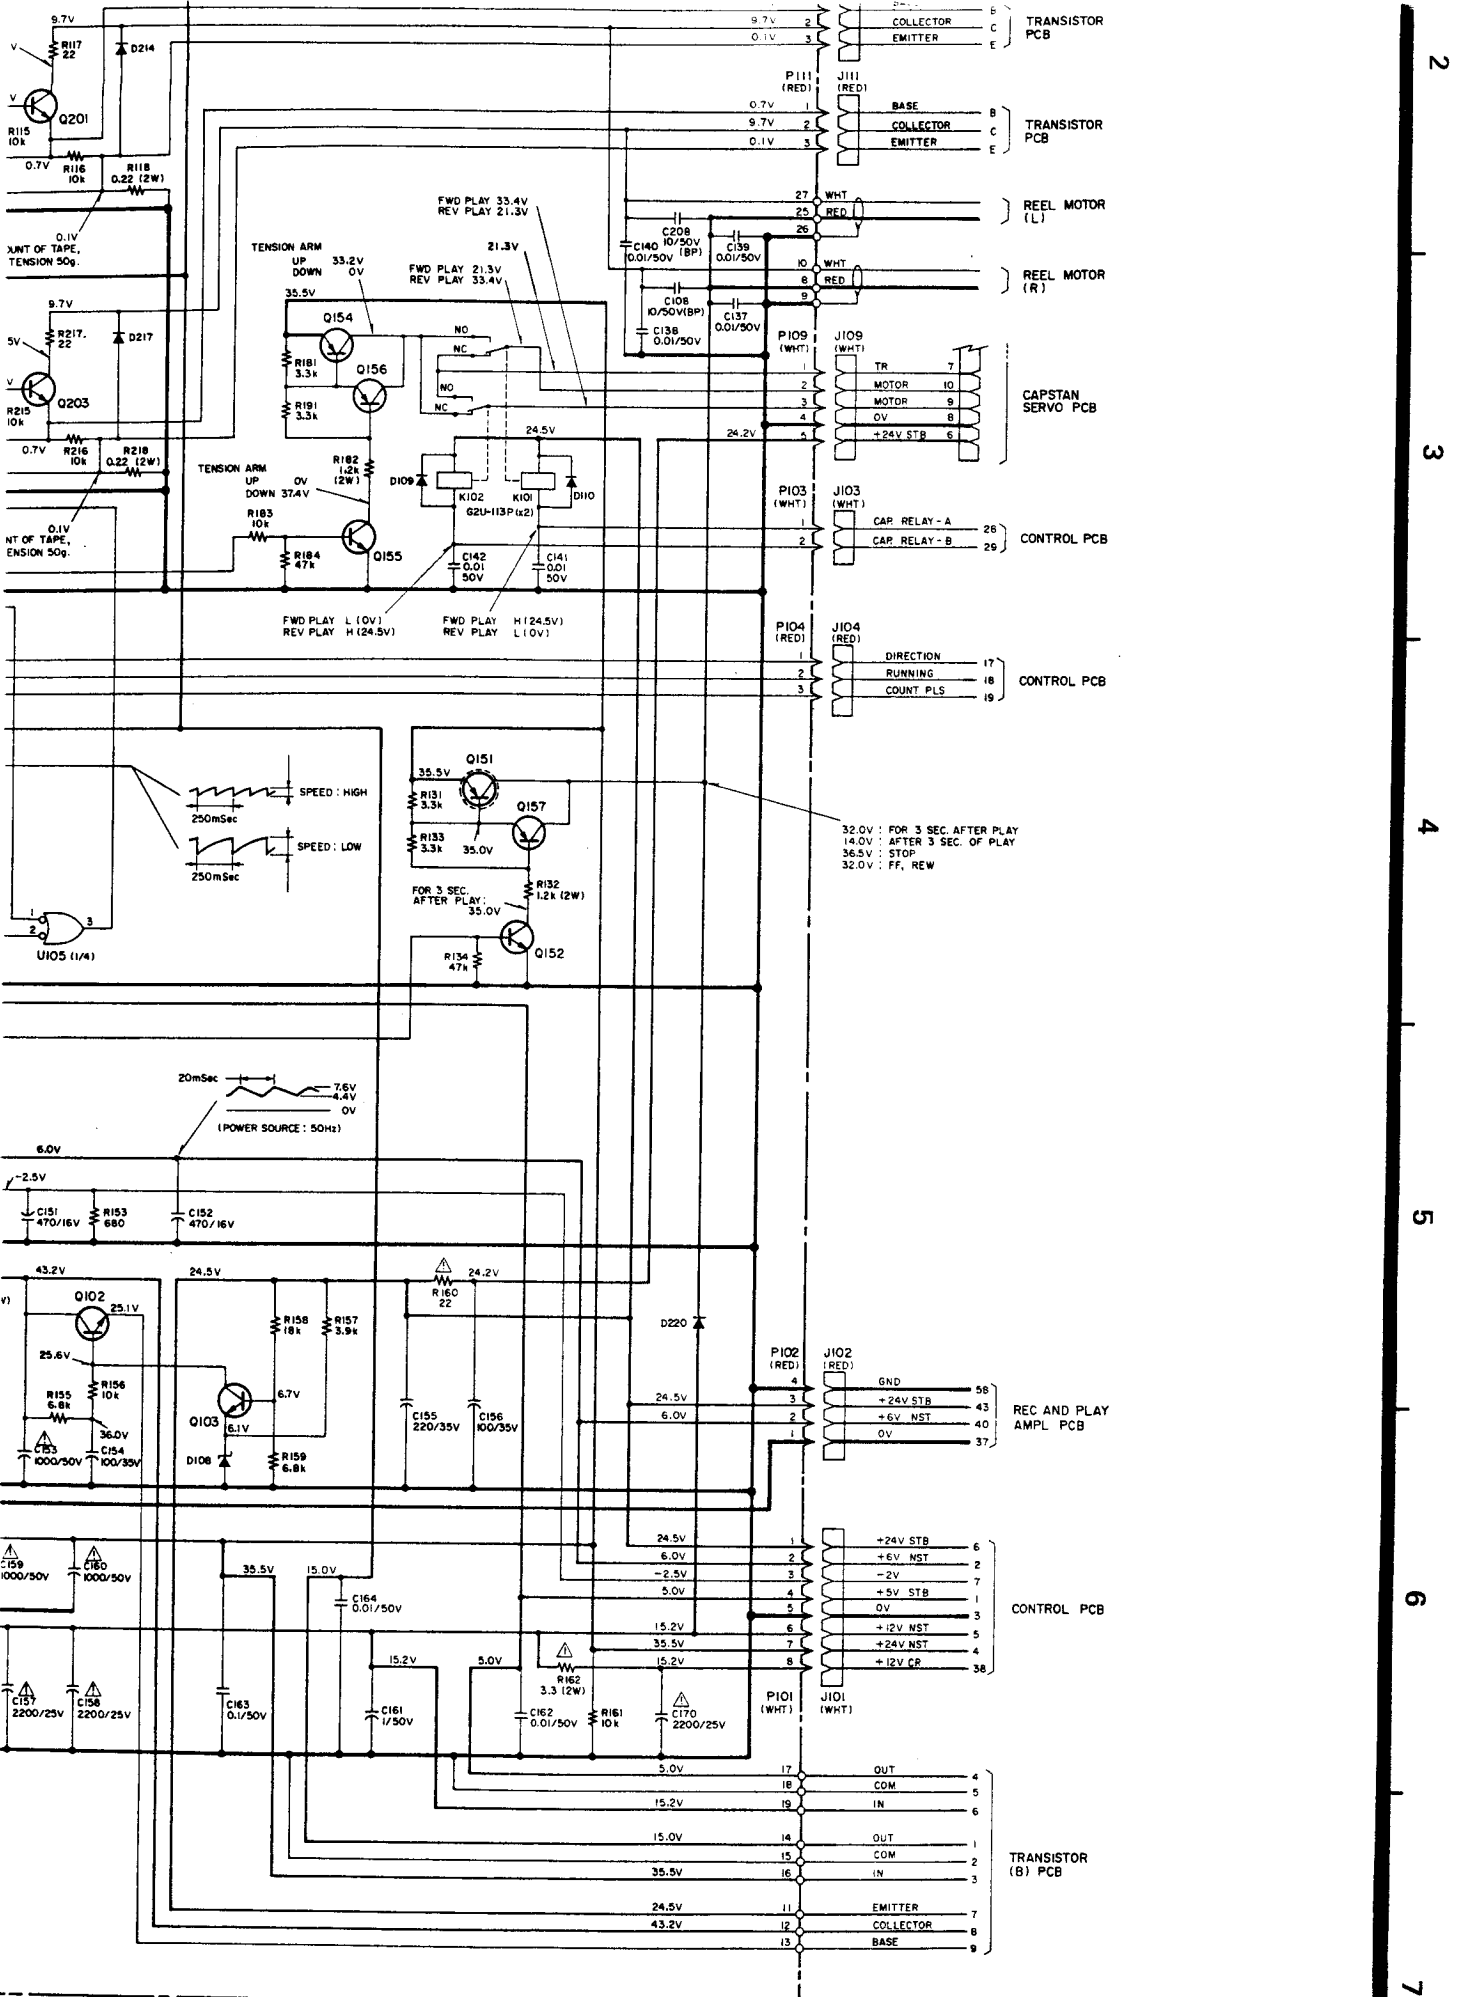 9.7V
R117
22
D214
V
V
Q201
R115
10k
0.7V
R116
10k
R118
0.22 (2W)
0.1V
OUNT OF TAPE,
TENSION 50g.
9.7V 2 COLLECTOR C
0.1V 3 EMITTER E
TRANSISTOR
PCB
P111
(RED)
J111
(RED)
0.7V 1 BASE B
9.7V 2 COLLECTOR C
0.1V 3 EMITTER E
TRANSISTOR
PCB
27 WHT
25 RED
26
REEL MOTOR
(L)
C208
10/50V
(BP)
C140
0.01/50V
C139
0.01/50V
10 WHT
8 RED
9
REEL MOTOR
(R)
C108
10/50V(BP)
C137
0.01/50V
C138
0.01/50V
FWD PLAY 33.4V
REV PLAY 21.3V
21.3V
FWD PLAY 21.3V
REV PLAY 33.4V
TENSION ARM
UP 33.2V
DOWN 0V
35.5V
Q154
R181
3.3k
Q156
R191
3.3k
NO
NC
NO
NC
9.7V
R217
22
D217
5V
V
Q203
R215
10k
0.7V
R216
10k
R218
0.22 (2W)
0.1V
NT OF TAPE,
ENSION 50g.
P109
(WHT)
J109
(WHT)
1 TR 7
2 MOTOR 10
3 MOTOR 9
4 0V 8
24.2V 5 +24V STB 6
CAPSTAN
SERVO PCB
24.5V
R182
1.2k
(2W)
TENSION ARM
UP 0V
DOWN 37.4V
D109
K102
K101
D110
G2U-113P(x2)
R183
10k
R184
47k
Q155
C142
0.01
50V
C141
0.01
50V
P103
(WHT)
J103
(WHT)
1 CAP. RELAY-A 28
2 CAP. RELAY-B 29
CONTROL PCB
FWD PLAY L (0V)
REV PLAY H (24.5V)
FWD PLAY H (24.5V)
REV PLAY L (0V)
P104
(RED)
J104
(RED)
1 DIRECTION 17
2 RUNNING 18
3 COUNT PLS 19
CONTROL PCB
SPEED : HIGH
250mSec
SPEED : LOW
250mSec
1
2
3
U105 (1/4)
Q151
35.5V
R131
3.3k
Q157
R133
3.3k
35.0V
R132
1.2k (2W)
FOR 3 SEC.
AFTER PLAY:
35.0V
Q152
R134
47k
32.0V : FOR 3 SEC. AFTER PLAY
14.0V : AFTER 3 SEC. OF PLAY
36.5V : STOP
32.0V : FF, REW
20mSec
7.6V
4.4V
0V
(POWER SOURCE : 50Hz)
6.0V
-2.5V
C151
470/16V
R153
680
C152
470/16V
43.2V
24.5V
R160
22
24.2V
Q102
25.1V
R158
18k
R157
3.9k
25.6V
R155
6.8k
R156
10k
36.0V
C153
1000/50V
C154
100/35V
Q103
6.7V
6.1V
D108
R159
6.8k
C155
220/35V
C156
100/35V
D220
P102
(RED)
J102
(RED)
4 GND 58
24.5V 3 +24V STB 43
6.0V 2 +6V NST 40
1 0V 37
REC AND PLAY
AMPL PCB
C159
1000/50V
C160
1000/50V
35.5V
15.0V
C164
0.01/50V
24.5V 1 +24V STB 6
6.0V 2 +6V NST 2
-2.5V 3 -2V 7
5.0V 4 +5V STB 1
5 0V 3
15.2V 6 +12V NST 5
35.5V 7 +24V NST 4
15.2V 8 +12V CR 38
CONTROL PCB
P101
(WHT)
J101
(WHT)
15.2V
5.0V
R162
3.3 (2W)
C157
2200/25V
C158
2200/25V
C163
0.1/50V
C161
1/50V
C162
0.01/50V
R161
10k
C170
2200/25V
5.0V 17 OUT 4
18 COM 5
15.2V 19 IN 6
15.0V 14 OUT 1
15 COM 2
35.5V 16 IN 3
24.5V 11 EMITTER 7
43.2V 12 COLLECTOR 8
13 BASE 9
TRANSISTOR
(B) PCB
2
3
4
5
6
7